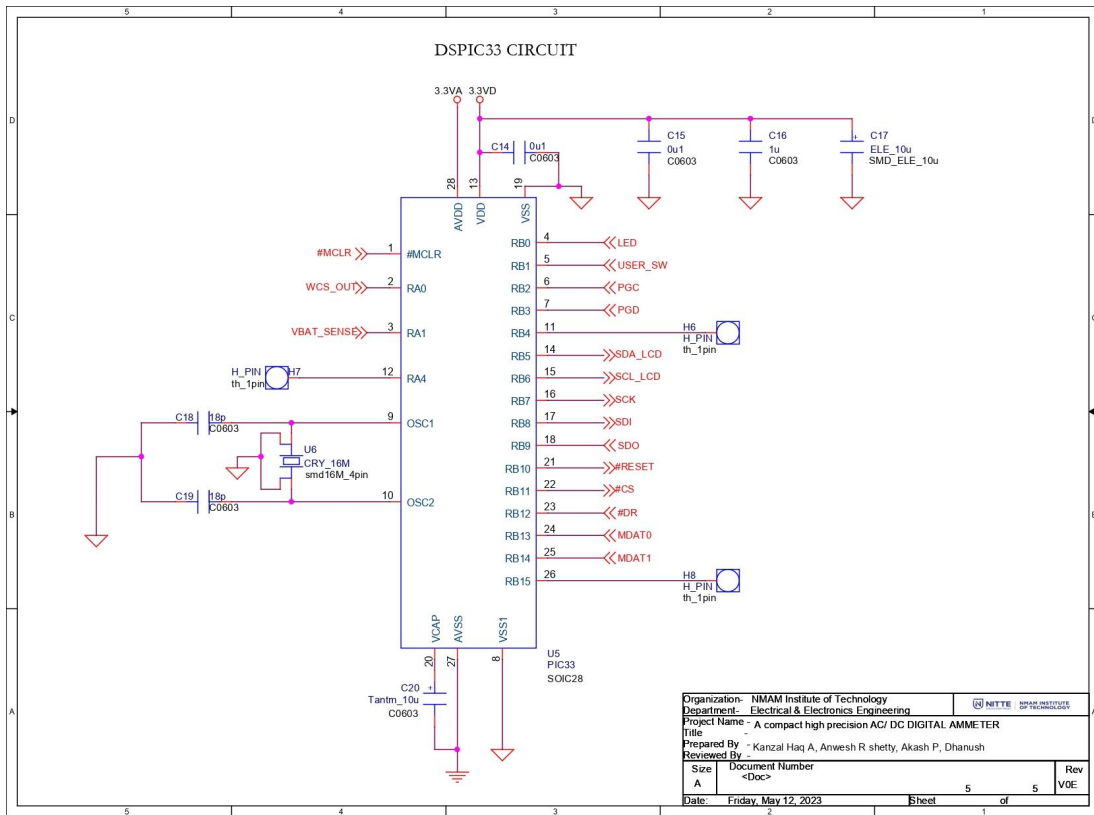 5 4 3 2 1
D
C
B
A
DSPIC33 CIRCUIT
3.3VA 3.3VD
C14 0u1
C0603
C15
0u1
C0603
C16
1u
C0603
C17
ELE_10u
SMD_ELE_10u
+
28 13 19
AVDD VDD VSS
#MCLR 1 #MCLR
WCS_OUT 2 RA0
VBAT_SENSE 3 RA1
H_PIN H7
th_1pin
12 RA4
C18 18p
C0603
9 OSC1
U6
CRY_16M
smd16M_4pin
C19 18p
C0603
10 OSC2
RB0 4 LED
RB1 5 USER_SW
RB2 6 PGC
RB3 7 PGD
RB4 11
H6
H_PIN
th_1pin
RB5 14 SDA_LCD
RB6 15 SCL_LCD
RB7 16 SCK
RB8 17 SDI
RB9 18 SDO
RB10 21 #RESET
RB11 22 #CS
RB12 23 #DR
RB13 24 MDAT0
RB14 25 MDAT1
RB15 26
H8
H_PIN
th_1pin
VCAP AVSS VSS1
20 27 8
U5
PIC33
SOIC28
C20 +
Tantm_10u
C0603
Organization- NMAM Institute of Technology
Department- Electrical & Electronics Engineering
NITTE NMAM INSTITUTE
OF TECHNOLOGY
Project Name - A compact high precision AC/ DC DIGITAL AMMETER
Title -
Prepared By - Kanzal Haq A, Anwesh R shetty, Akash P, Dhanush
Reviewed By -
Size
A
Document Number
<Doc>
Rev
V0E
Date: Friday, May 12, 2023 Sheet 5 of 5
5 4 3 2 1